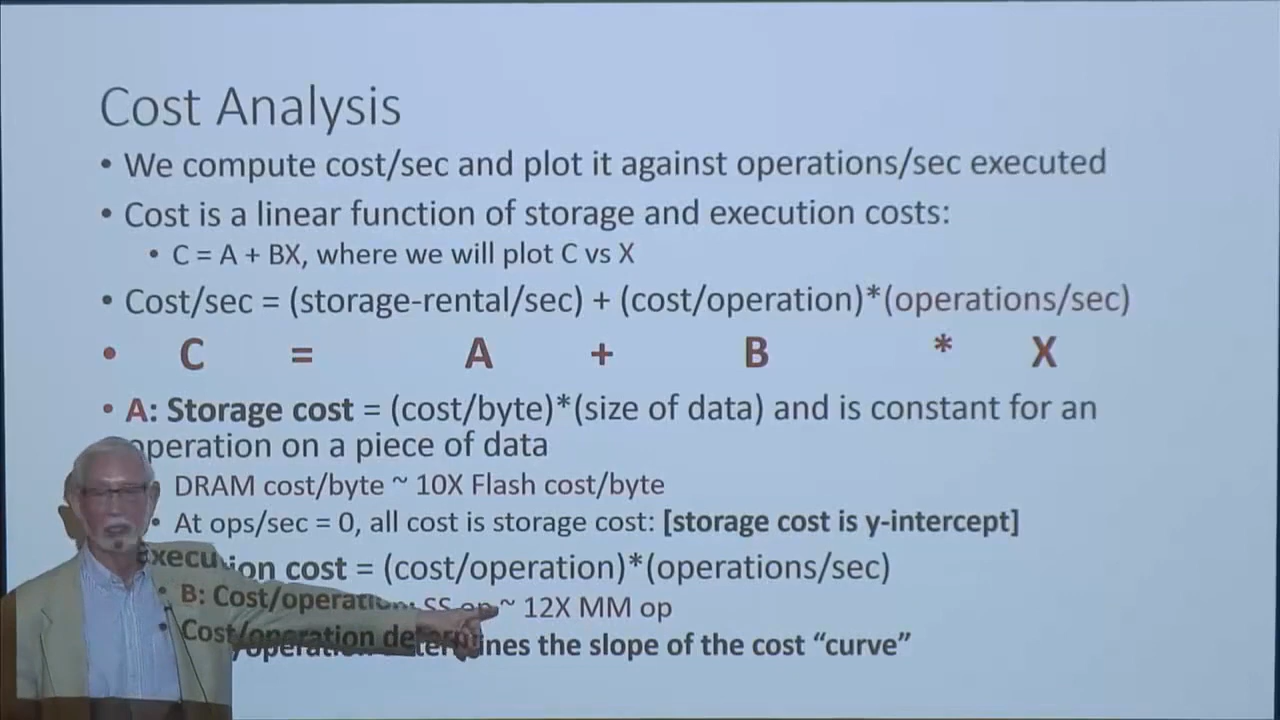 Cost Analysis
• We compute cost/sec and plot it against operations/sec executed
• Cost is a linear function of storage and execution costs:
• C = A + BX, where we will plot C vs X
• Cost/sec = (storage-rental/sec) + (cost/operation)*(operations/sec)
• C = A + B * X
• A: Storage cost = (cost/byte)*(size of data) and is constant for an
operation on a piece of data
DRAM cost/byte ~ 10X Flash cost/byte
• At ops/sec = 0, all cost is storage cost: [storage cost is y-intercept]
Execution cost = (cost/operation)*(operations/sec)
• B: Cost/operation: SS op ~ 12X MM op
• Cost/operation determines the slope of the cost “curve”